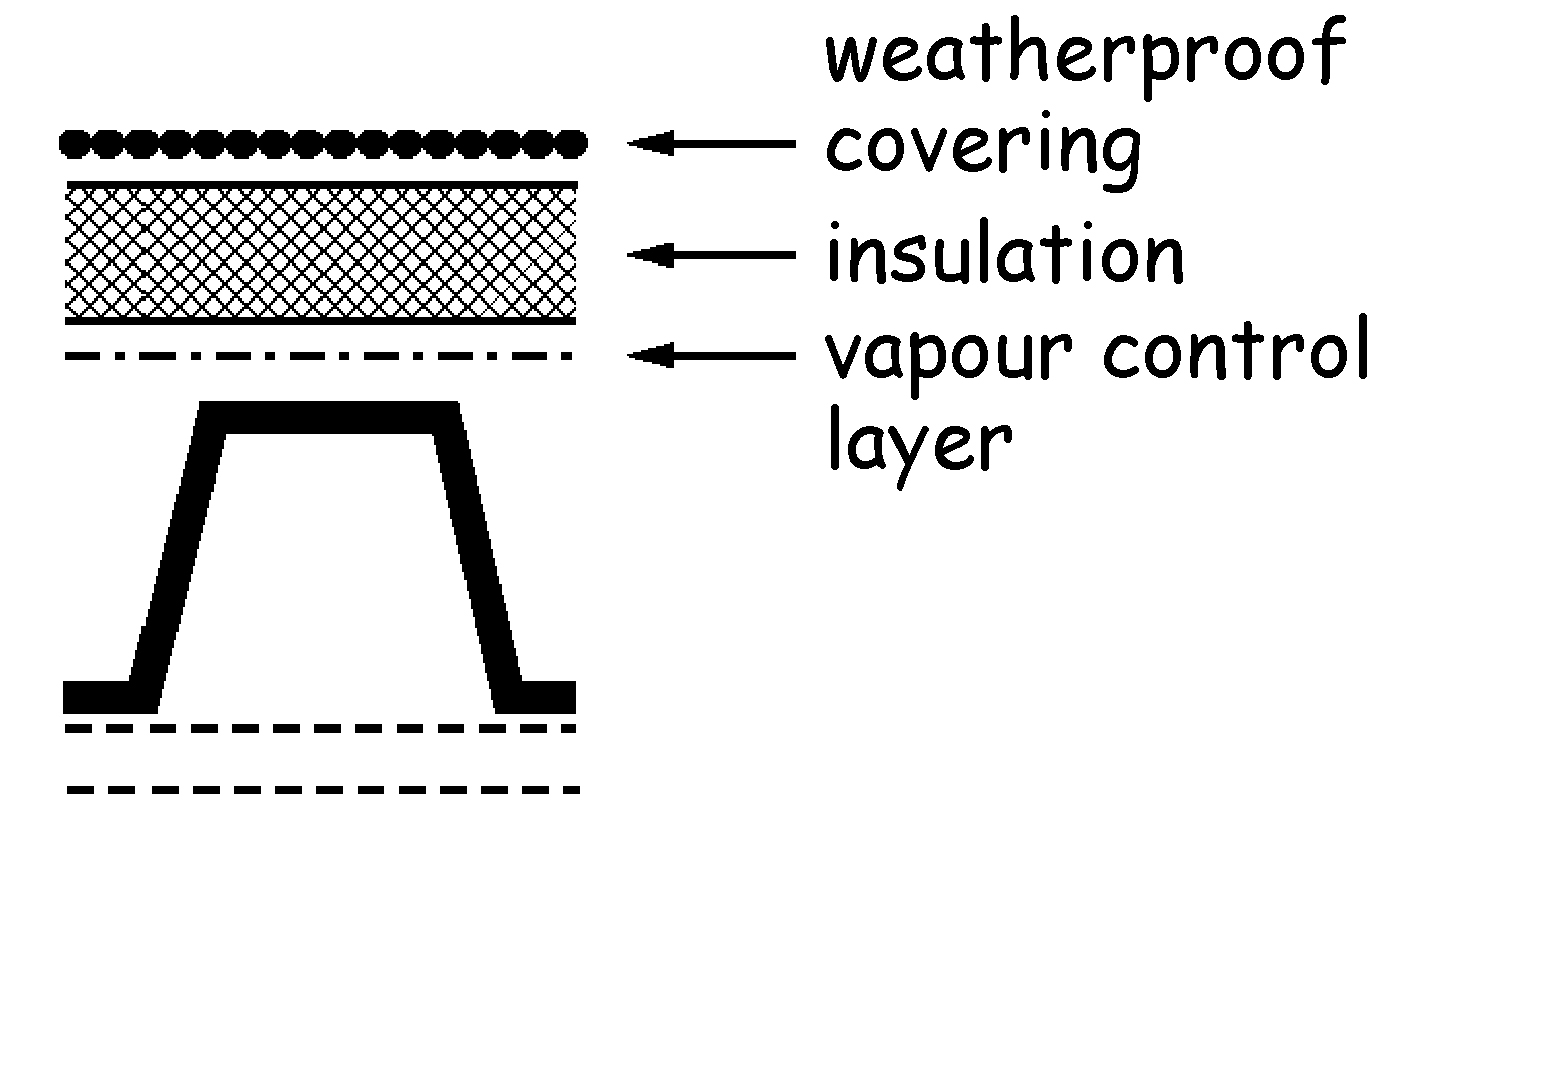 weatherproof
covering
insulation
vapour control
layer